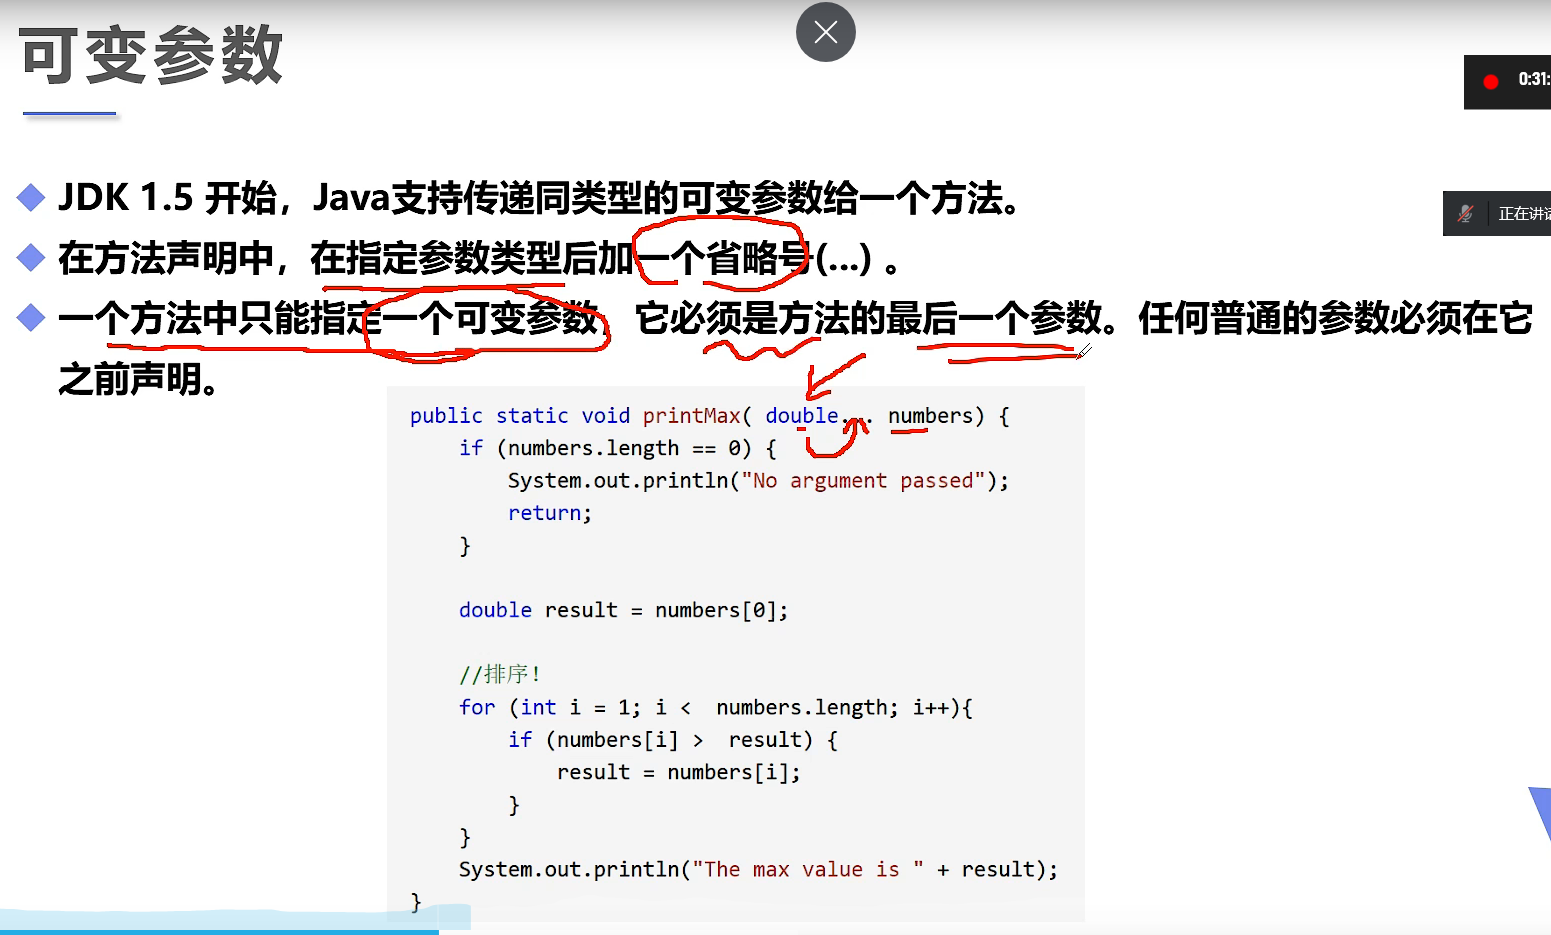 可变参数
0:31:
JDK 1.5 开始，Java支持传递同类型的可变参数给一个方法。
正在讲话
在方法声明中，在指定参数类型后加一个省略号(...) 。
一个方法中只能指定一个可变参数，它必须是方法的最后一个参数。任何普通的参数必须在它
之前声明。
public static void printMax( double... numbers) {
if (numbers.length == 0) {
System.out.println("No argument passed");
return;
}
double result = numbers[0];
//排序!
for (int i = 1; i <  numbers.length; i++){
if (numbers[i] >  result) {
result = numbers[i];
}
}
System.out.println("The max value is " + result);
}